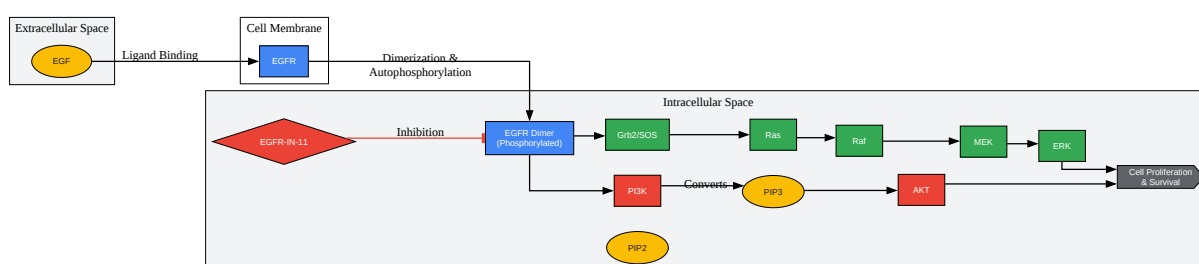 Extracellular Space
EGF
Ligand Binding
Cell Membrane
EGFR
Dimerization &
Autophosphorylation
Intracellular Space
EGFR-IN-11
Inhibition
EGFR Dimer
(Phosphorylated)
Grb2/SOS
Ras
Raf
MEK
ERK
PI3K
Converts
PIP3
AKT
Cell Proliferation
& Survival
PIP2